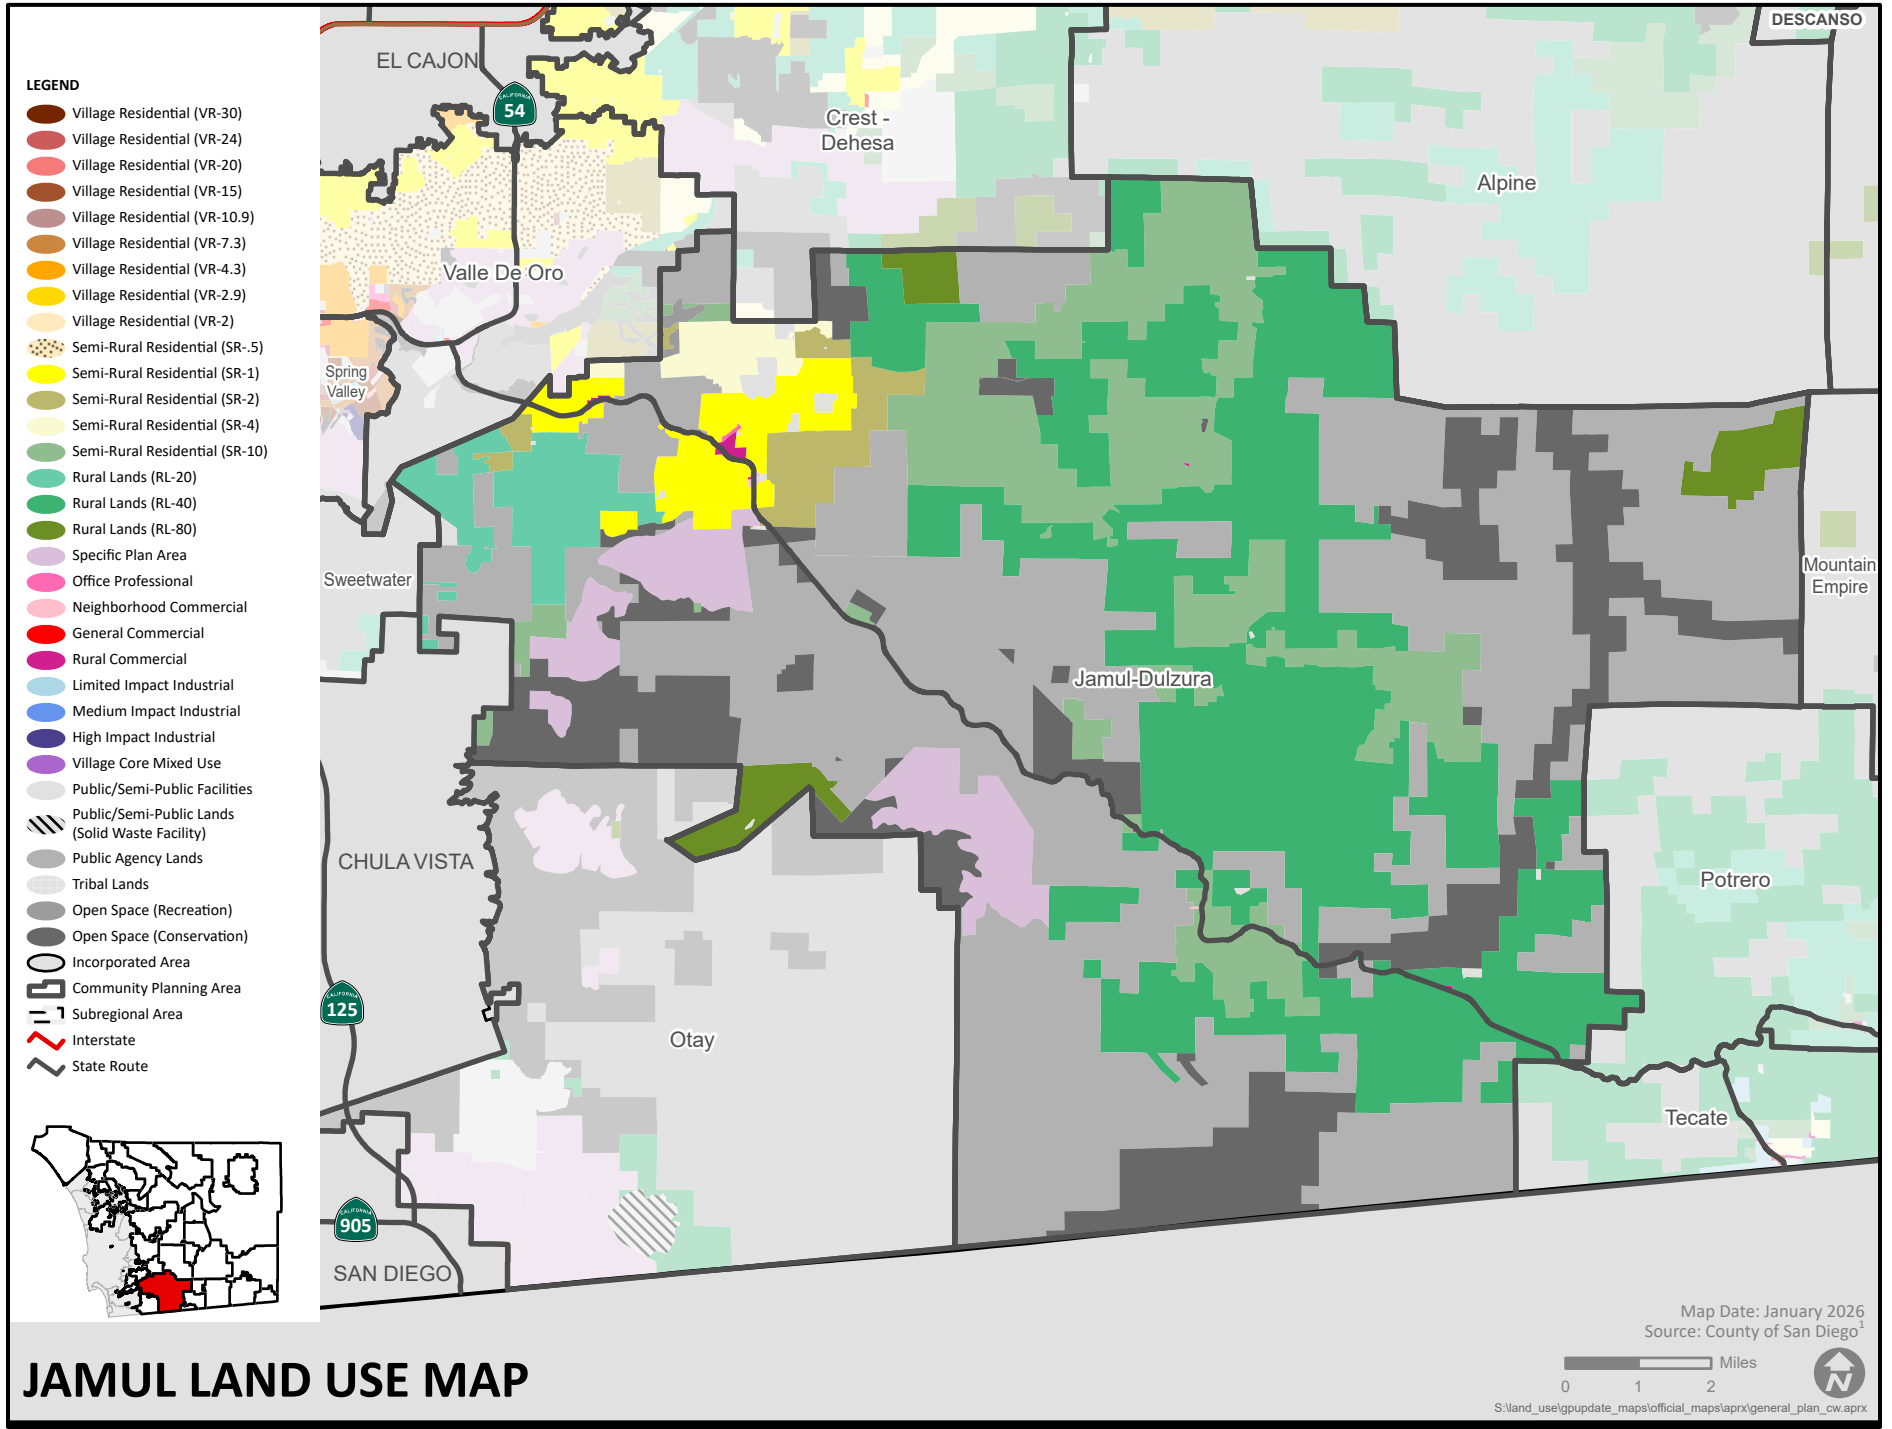 LEGEND
Village Residential (VR-30)
Village Residential (VR-24)
Village Residential (VR-20)
Village Residential (VR-15)
Village Residential (VR-10.9)
Village Residential (VR-7.3)
Village Residential (VR-4.3)
Village Residential (VR-2.9)
Village Residential (VR-2)
Semi-Rural Residential (SR-.5)
Semi-Rural Residential (SR-1)
Semi-Rural Residential (SR-2)
Semi-Rural Residential (SR-4)
Semi-Rural Residential (SR-10)
Rural Lands (RL-20)
Rural Lands (RL-40)
Rural Lands (RL-80)
Specific Plan Area
Office Professional
Neighborhood Commercial
General Commercial
Rural Commercial
Limited Impact Industrial
Medium Impact Industrial
High Impact Industrial
Village Core Mixed Use
Public/Semi-Public Facilities
Public/Semi-Public Lands
(Solid Waste Facility)
Public Agency Lands
Tribal Lands
Open Space (Recreation)
Open Space (Conservation)
Incorporated Area
Community Planning Area
Subregional Area
Interstate
State Route
DESCANSO
EL CAJON
CALIFORNIA
54
Crest -
Dehesa
Alpine
Valle De Oro
Spring
Valley
Sweetwater
Mountain
Empire
Jamul-Dulzura
CHULA VISTA
Potrero
CALIFORNIA
125
Otay
Tecate
CALIFORNIA
905
SAN DIEGO
Map Date: January 2026
Source: County of San Diego1
Miles
0 1 2
N
S:\land_use\gpupdate_maps\official_maps\aprx\general_plan_cw.aprx
JAMUL LAND USE MAP